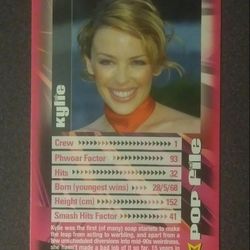 Kylie
Crew 1
Phwoar Factor 93
Hits 32
Born (youngest wins) 28/5/68
Height (cm) 152
Smash Hits Factor 41
Kylie was the first of (many) soap starlets to make
the leap from acting to warbling, and apart from a
few unscheduled diversions into mid-90s weirdness,
she hasn't made a bad job of it so far. 15 years in
POP FILE